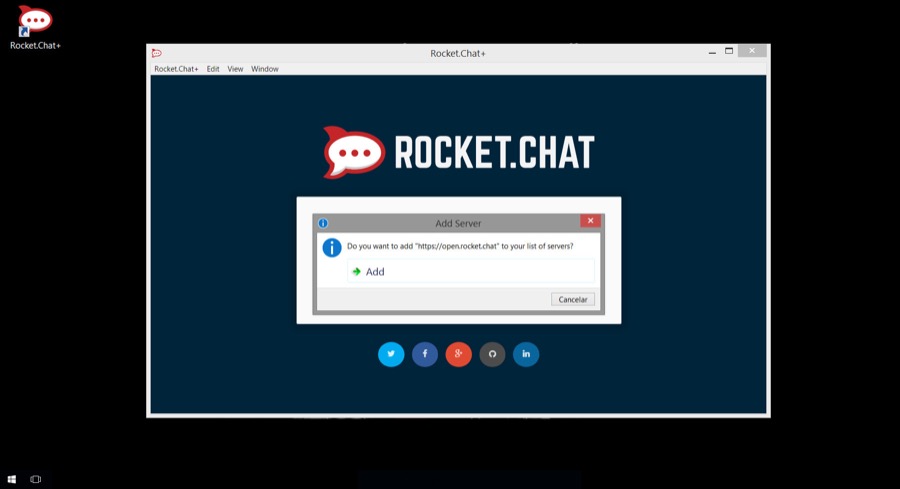 Rocket.Chat+
Rocket.Chat+
Rocket.Chat+ Edit View Window
ROCKET.CHAT
Add Server
Do you want to add "https://open.rocket.chat" to your list of servers?
Add
Cancelar